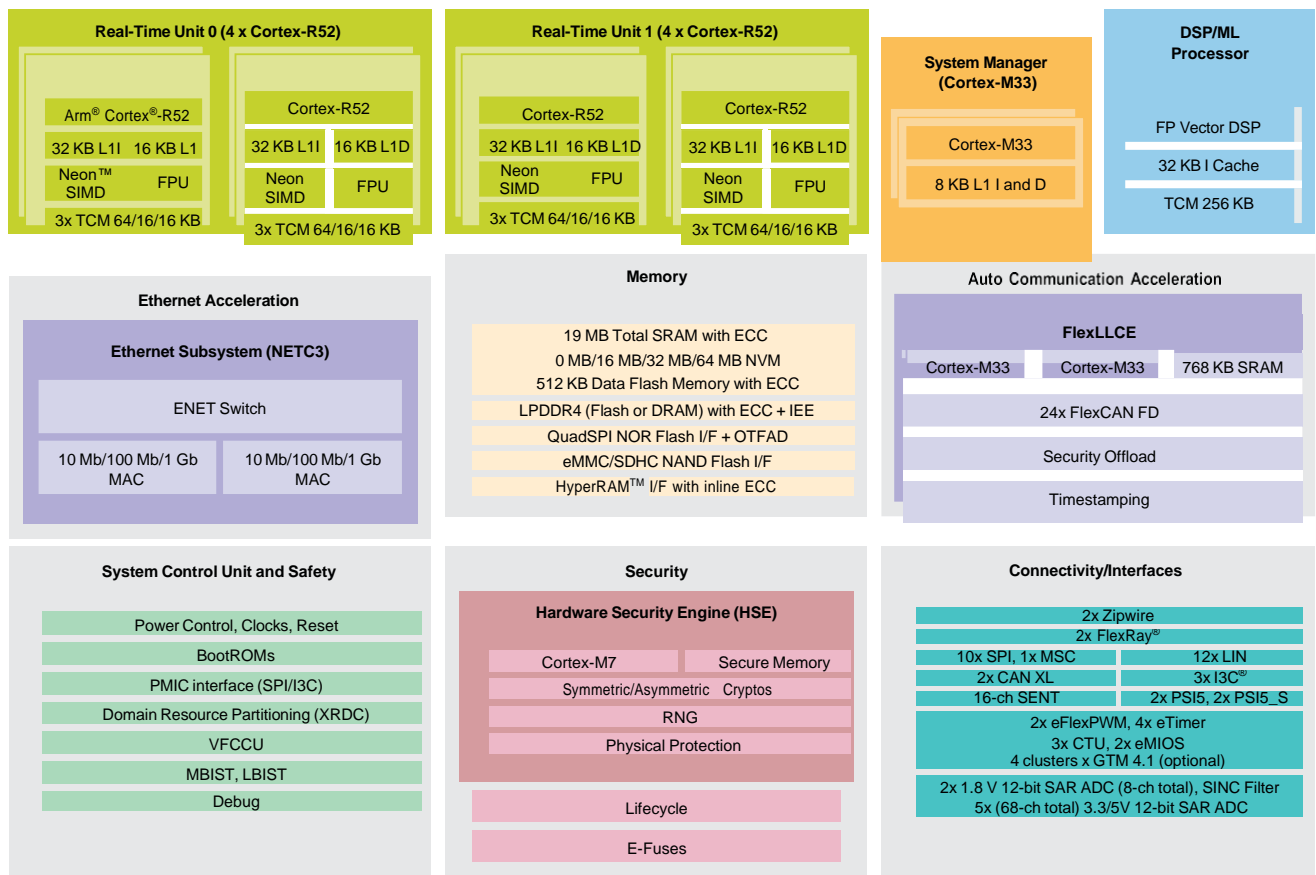 Real-Time Unit 0 (4 x Cortex-R52)
Arm® Cortex®-R52
32 KB L1I 16 KB L1
Neon™ SIMD
FPU
3x TCM 64/16/16 KB
Cortex-R52
32 KB L1I 16 KB L1D
Neon
SIMD
FPU
3x TCM 64/16/16 KB
Real-Time Unit 1 (4 x Cortex-R52)
Cortex-R52
32 KB L1I 16 KB L1D
Neon
SIMD
FPU
3x TCM 64/16/16 KB
Cortex-R52
32 KB L1I 16 KB L1D
Neon
SIMD
FPU
3x TCM 64/16/16 KB
System Manager
(Cortex-M33)
Cortex-M33
8 KB L1 I and D
DSP/ML
Processor
FP Vector DSP
32 KB I Cache
TCM 256 KB
Ethernet Acceleration
Ethernet Subsystem (NETC3)
ENET Switch
10 Mb/100 Mb/1 Gb
MAC
10 Mb/100 Mb/1 Gb
MAC
Memory
19 MB Total SRAM with ECC
0 MB/16 MB/32 MB/64 MB NVM
512 KB Data Flash Memory with ECC
LPDDR4 (Flash or DRAM) with ECC + IEE
QuadSPI NOR Flash I/F + OTFAD
eMMC/SDHC NAND Flash I/F
HyperRAM™ I/F with inline ECC
Auto Communication Acceleration
FlexLLCE
Cortex-M33
Cortex-M33
768 KB SRAM
24x FlexCAN FD
Security Offload
Timestamping
System Control Unit and Safety
Power Control, Clocks, Reset
BootROMs
PMIC interface (SPI/I3C)
Domain Resource Partitioning (XRDC)
VFCCU
MBIST, LBIST
Debug
Security
Hardware Security Engine (HSE)
Cortex-M7
Secure Memory
Symmetric/Asymmetric Cryptos
RNG
Physical Protection
Lifecycle
E-Fuses
Connectivity/Interfaces
2x Zipwire
2x FlexRay®
10x SPI, 1x MSC
12x LIN
2x CAN XL
3x I3C®
16-ch SENT
2x PSI5, 2x PSI5_S
2x eFlexPWM, 4x eTimer
3x CTU, 2x eMIOS
4 clusters x GTM 4.1 (optional)
2x 1.8 V 12-bit SAR ADC (8-ch total), SINC Filter
5x (68-ch total) 3.3/5V 12-bit SAR ADC